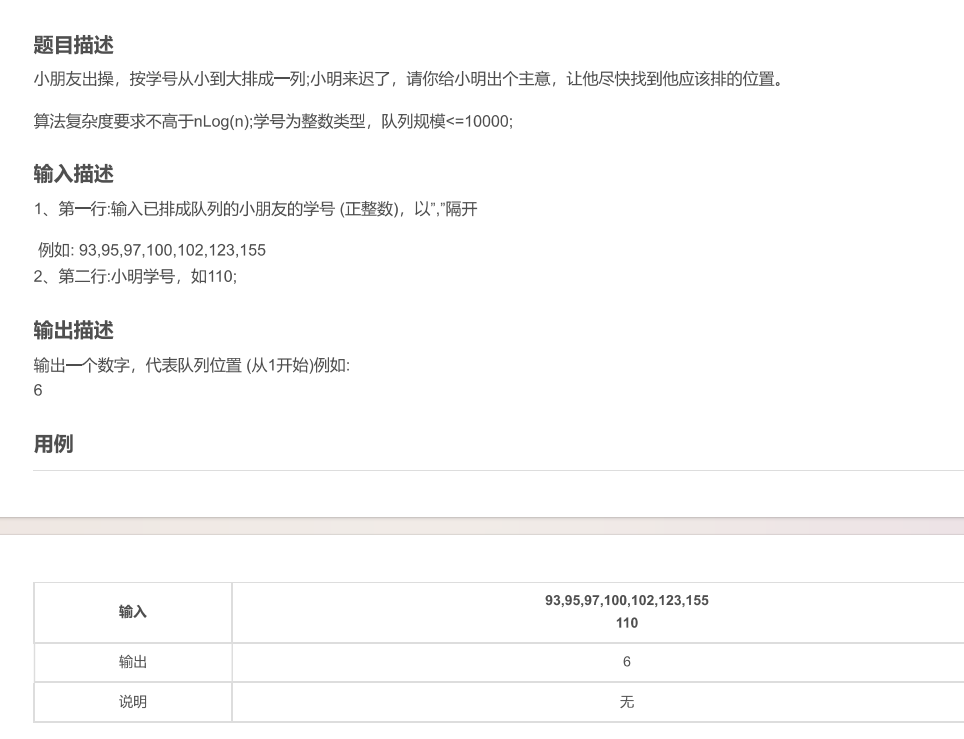 题目描述
小朋友出操，按学号从小到大排成一列;小明来迟了，请你给小明出个主意，让他尽快找到他应该排的位置。
算法复杂度要求不高于nLog(n);学号为整数类型，队列规模<=10000;
输入描述
1、第一行:输入已排成队列的小朋友的学号 (正整数)，以”,”隔开
例如: 93,95,97,100,102,123,155
2、第二行:小明学号，如110;
输出描述
输出一个数字，代表队列位置 (从1开始)例如:
6
用例
输入 93,95,97,100,102,123,155
110
输出 6
说明 无